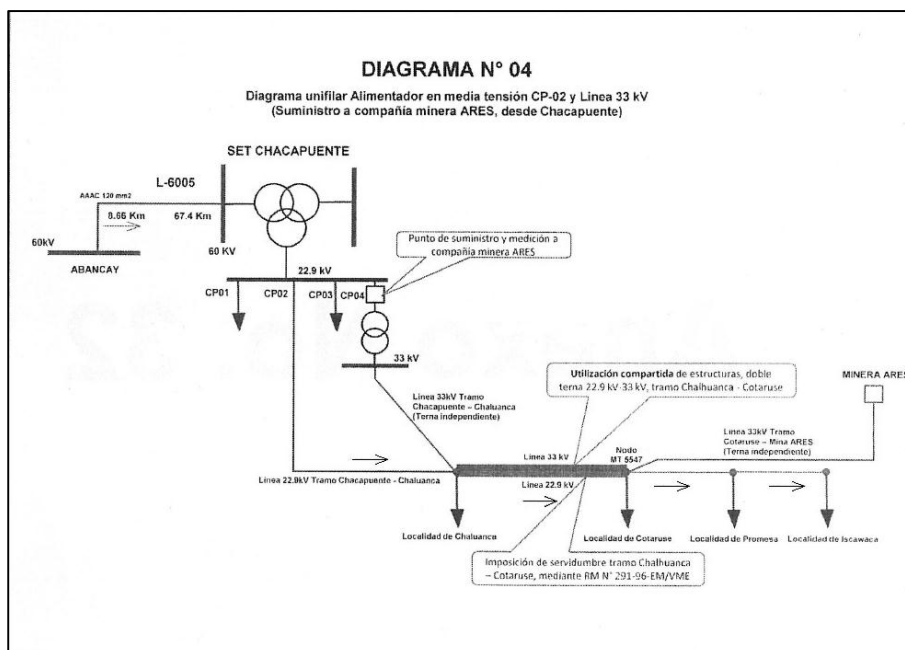 DIAGRAMA N° 04
Diagrama unifilar Alimentador en media tensión CP-02 y Linea 33 kV
(Suministro a compañía minera ARES, desde Chacapuente)
SET CHACAPUENTE
L-6005
AAAC 120 mm2
8.66 Km
67.4 Km
60kV
ABANCAY
60 KV
Punto de suministro y medición a
compañía minera ARES
22.9 kV
CP01
CP02
CP03
CP04
33 kV
Utilización compartida de estructuras, doble
terna 22.9 kV-33 kV, tramo Chalhuanca - Cotaruse
MINERA ARES
Linea 33kV Tramo
Chacapuente – Chaluanca
(Terna independiente)
Linea 33kV Tramo
Cotaruse – Mina ARES
(Terna independiente)
Linea 33 kV
Nodo
MT 5547
Linea 22.9kV Tramo Chacapuente - Chaluanca
Linea 22.9 kV
Localidad de Chaluanca
Localidad de Cotaruse
Localidad de Promesa
Localidad de Iscawaca
Imposición de servidumbre tramo Chalhuanca
– Cotaruse, mediante RM N° 291-96-EM/VME